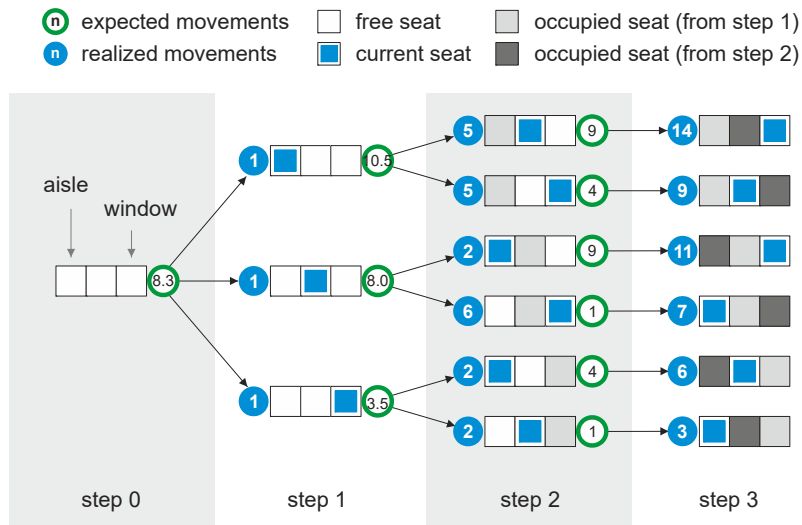 n expected movements free seat occupied seat (from step 1)
n realized movements current seat occupied seat (from step 2)
aisle
window
8.3
1 10.5
1 8.0
1 3.5
5 9 14
5 4 9
2 9 11
6 1 7
2 4 6
2 1 3
step 0 step 1 step 2 step 3